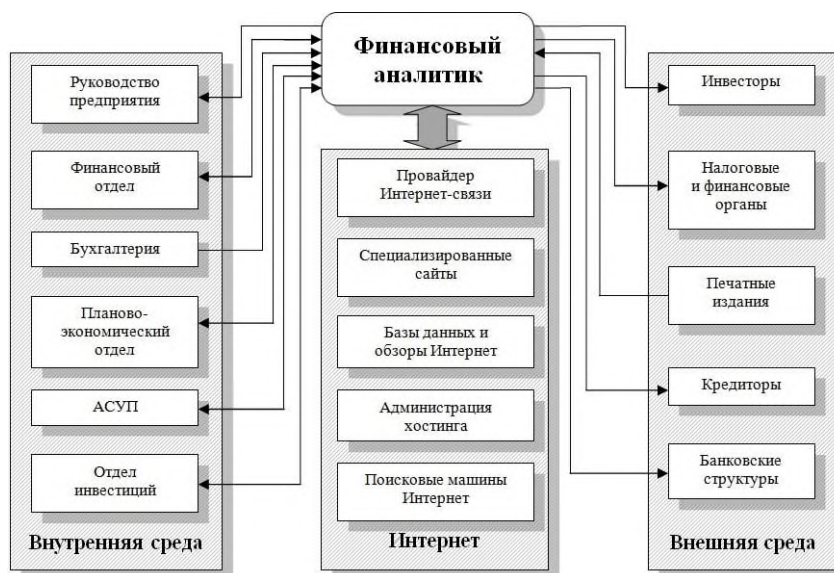 Финансовый
аналитик
Руководство
предприятия
Финансовый
отдел
Бухгалтерия
Планово-
экономический
отдел
АСУП
Отдел
инвестиций
Внутренняя среда
Провайдер
Интернет-связи
Специализированные
сайты
Базы данных и
обзоры Интернет
Администрация
хостинга
Поисковые машины
Интернет
Интернет
Инвесторы
Налоговые
и финансовые
органы
Печатные
издания
Кредиторы
Банковские
структуры
Внешняя среда